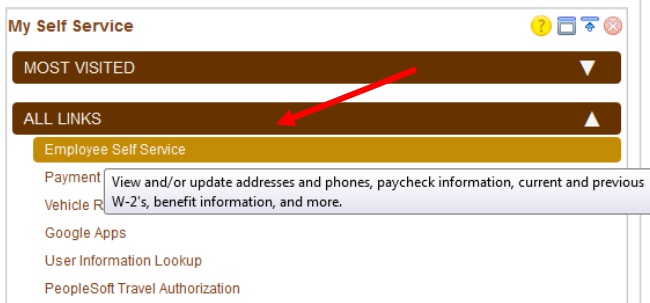 My Self Service
?
MOST VISITED
ALL LINKS
Employee Self Service
Payment
View and/or update addresses and phones, paycheck information, current and previous
W-2's, benefit information, and more.
Vehicle
Google Apps
User Information Lookup
PeopleSoft Travel Authorization